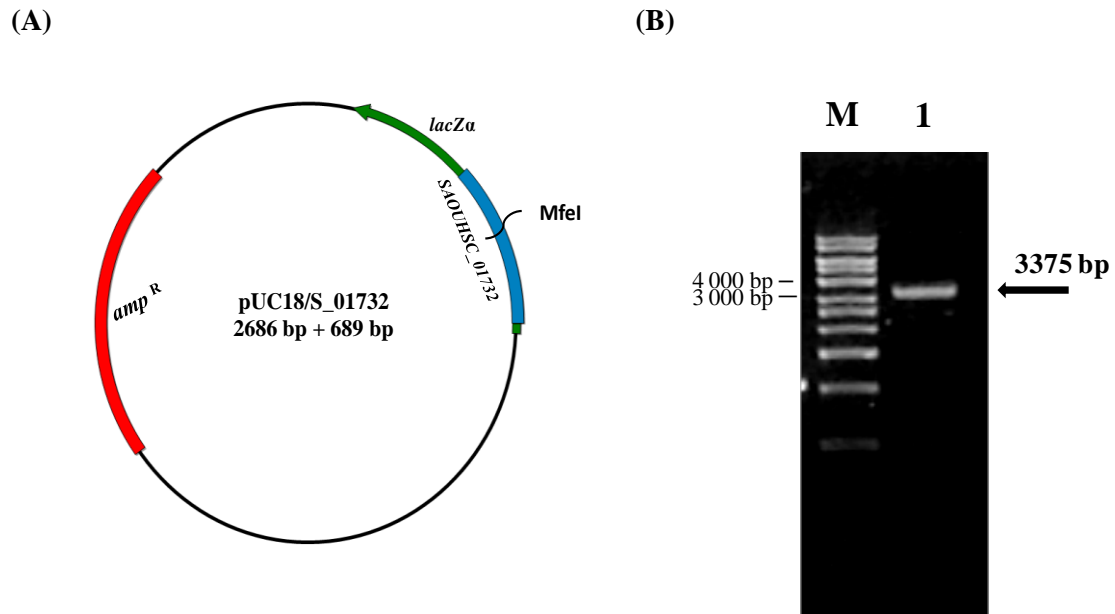 (A)
(B)
lacZα
SAOUHSC_01732
MfeI
amp R
pUC18/S_01732
2686 bp + 689 bp
M 1
4 000 bp
3 000 bp
3375 bp